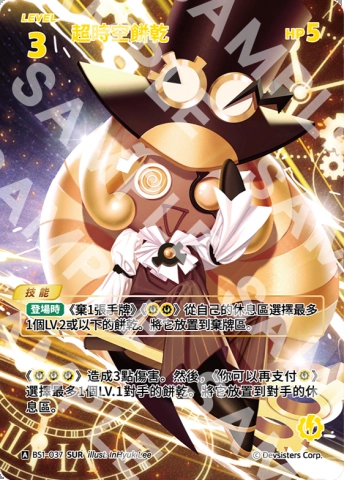 LEVEL
3
超時空餅乾
HP 5
SAMPLE
技能
登場時 《棄1張手牌》《》從自己的休息區選擇最多
1個LV.2或以下的餅乾。將它放置到棄牌區。
《》造成3點傷害。然後,《你可以再支付》
選擇最多1個LV.1對手的餅乾。將它放置到對手的休
息區。
A BS1-037 SUR illust InHyuk Lee
© Devsisters Corp.